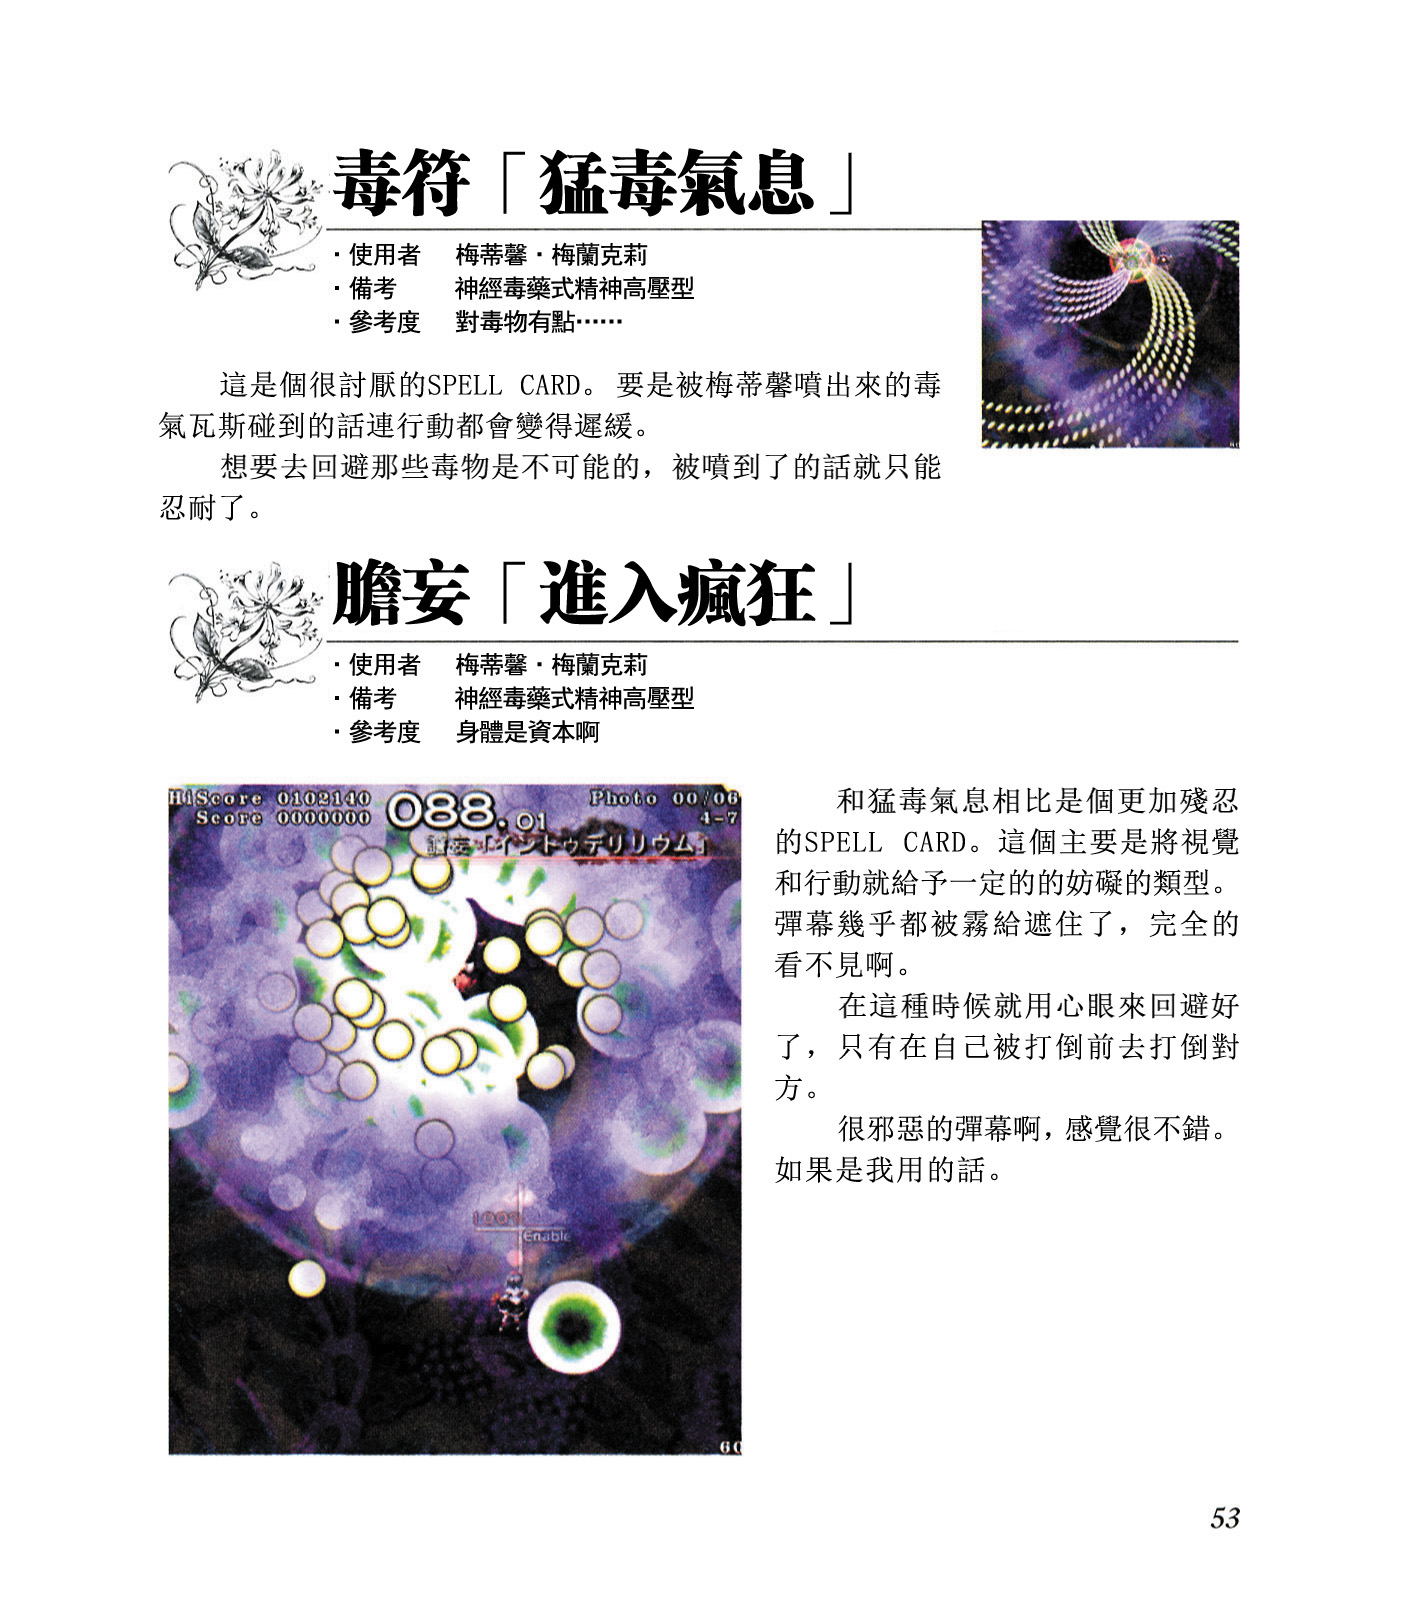 毒符「猛毒氣息」
・使用者 梅蒂馨・梅蘭克莉
・備考 神經毒藥式精神高壓型
・參考度 對毒物有點……
這是個很討厭的SPELL CARD。要是被梅蒂馨噴出來的毒
氣瓦斯碰到的話連行動都會變得遲緩。
想要去回避那些毒物是不可能的，被噴到了的話就只能
忍耐了。
膽妄「進入瘋狂」
・使用者 梅蒂馨・梅蘭克莉
・備考 神經毒藥式精神高壓型
・參考度 身體是資本啊
HiScore 0102140
Score 0000000
088.01
Photo 00/06
4-7
「イントゥデリリウム」
Enable
60
和猛毒氣息相比是個更加殘忍
的SPELL CARD。這個主要是將視覺
和行動就給予一定的的妨礙的類型。
彈幕幾乎都被霧給遮住了，完全的
看不見啊。
在這種時候就用心眼來回避好
了，只有在自己被打倒前去打倒對
方。
很邪惡的彈幕啊，感覺很不錯。
如果是我用的話。
53